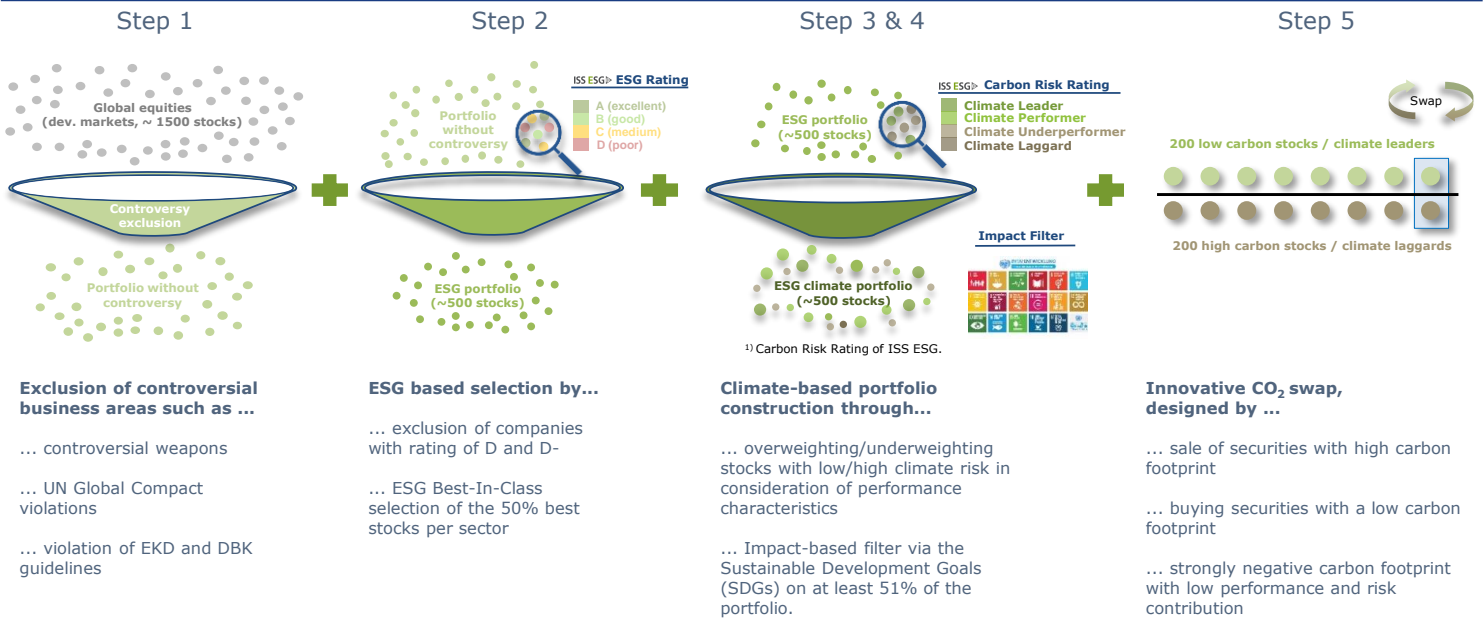 Step 1
Global equities
(dev. markets, ~ 1500 stocks)
Controversy
exclusion
Portfolio without
controversy
Exclusion of controversial
business areas such as ...
... controversial weapons
... UN Global Compact
violations
... violation of EKD and DBK
guidelines
Step 2
Portfolio
without
controversy
ISS ESG▷ ESG Rating
A (excellent)
B (good)
C (medium)
D (poor)
ESG portfolio
(~500 stocks)
ESG based selection by...
... exclusion of companies
with rating of D and D-
... ESG Best-In-Class
selection of the 50% best
stocks per sector
Step 3 & 4
ESG portfolio
(~500 stocks)
ISS ESG▷ Carbon Risk Rating
Climate Leader
Climate Performer
Climate Underperformer
Climate Laggard
Impact Filter
ESG climate portfolio
(~500 stocks)
1) Carbon Risk Rating of ISS ESG.
Climate-based portfolio
construction through...
... overweighting/underweighting
stocks with low/high climate risk in
consideration of performance
characteristics
... Impact-based filter via the
Sustainable Development Goals
(SDGs) on at least 51% of the
portfolio.
Step 5
Swap
200 low carbon stocks / climate leaders
200 high carbon stocks / climate laggards
Innovative CO₂ swap,
designed by ...
... sale of securities with high carbon
footprint
... buying securities with a low carbon
footprint
... strongly negative carbon footprint
with low performance and risk
contribution